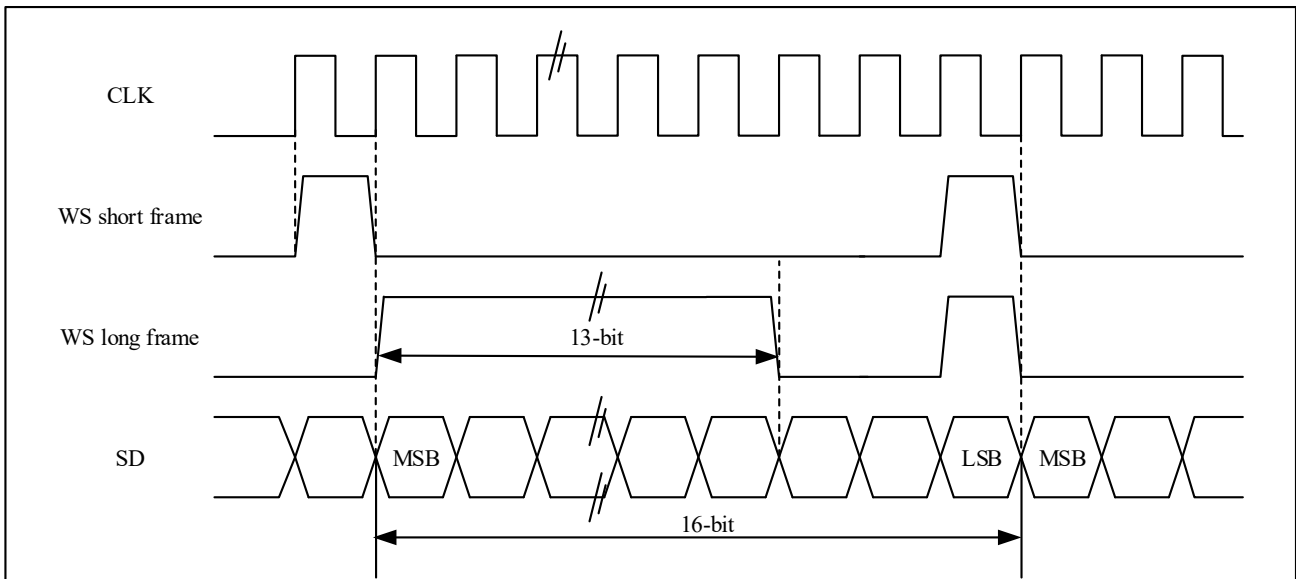 CLK
WS short frame
WS long frame
13-bit
SD
MSB
LSB
MSB
16-bit